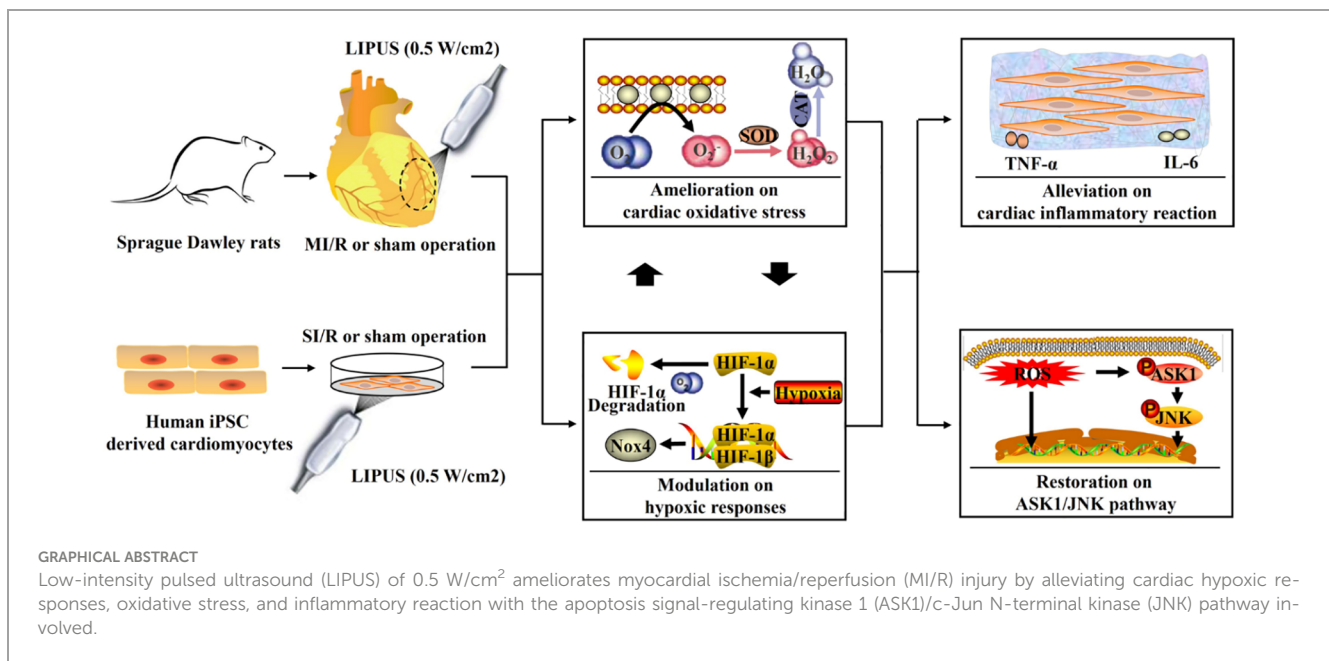 LIPUS (0.5 W/cm2)
Sprague Dawley rats
MI/R or sham operation
SI/R or sham operation
Human iPSC
derived cardiomyocytes
LIPUS (0.5 W/cm2)
O₂
O₂⁻
SOD
H₂O₂
CAT
H₂O
Amelioration on
cardiac oxidative stress
HIF-1α
O₂
HIF-1α
Degradation
Hypoxia
Nox4
HIF-1α
HIF-1β
Modulation on
hypoxic responses
TNF-α
IL-6
Alleviation on
cardiac inflammatory reaction
ROS
P
ASK1
P
JNK
Restoration on
ASK1/JNK pathway
GRAPHICAL ABSTRACT
Low-intensity pulsed ultrasound (LIPUS) of 0.5 W/cm² ameliorates myocardial ischemia/reperfusion (MI/R) injury by alleviating cardiac hypoxic re-
sponses, oxidative stress, and inflammatory reaction with the apoptosis signal-regulating kinase 1 (ASK1)/c-Jun N-terminal kinase (JNK) pathway in-
volved.